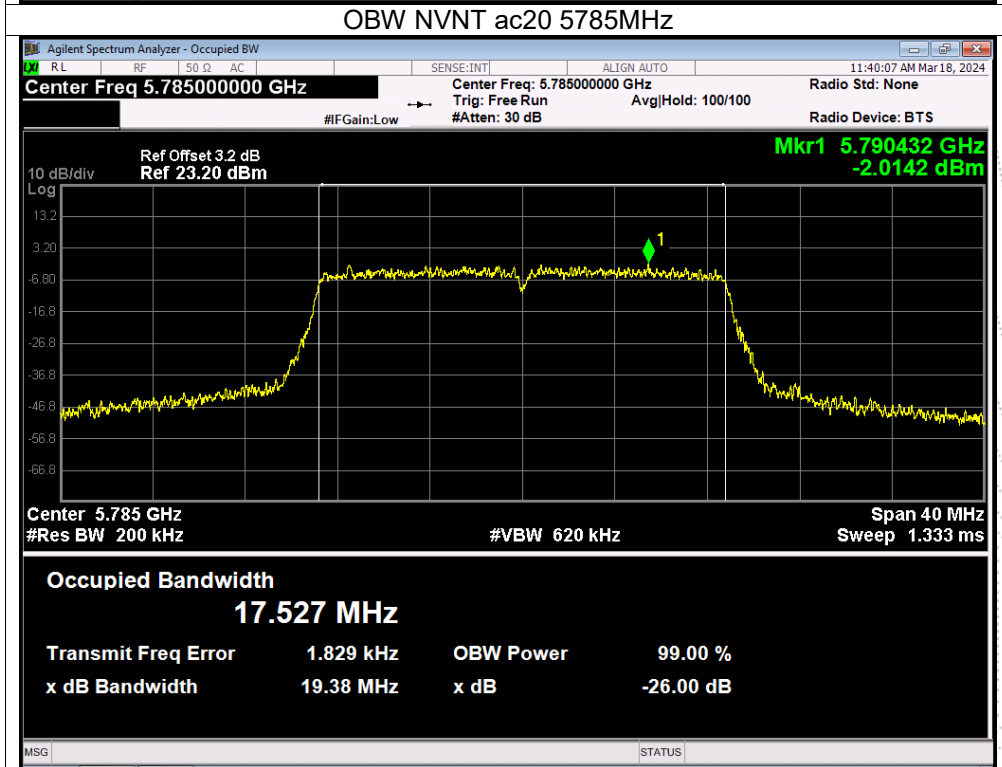 OBW NVNT ac20 5785MHz
Agilent Spectrum Analyzer - Occupied BW
LXI RL RF 50 Ω AC SENSE:INT ALIGN AUTO 11:40:07 AM Mar 18, 2024
Center Freq 5.785000000 GHz Center Freq: 5.785000000 GHz Radio Std: None
Trig: Free Run Avg|Hold: 100/100
#IFGain:Low #Atten: 30 dB Radio Device: BTS
Mkr1 5.790432 GHz
-2.0142 dBm
Ref Offset 3.2 dB
10 dB/div Ref 23.20 dBm
Log
13.2
1
3.20
-6.80
-16.8
-26.8
-36.8
-46.8
-56.8
-66.8
Center 5.785 GHz Span 40 MHz
#Res BW 200 kHz #VBW 620 kHz Sweep 1.333 ms
Occupied Bandwidth
17.527 MHz
Transmit Freq Error 1.829 kHz OBW Power 99.00 %
x dB Bandwidth 19.38 MHz x dB -26.00 dB
MSG STATUS